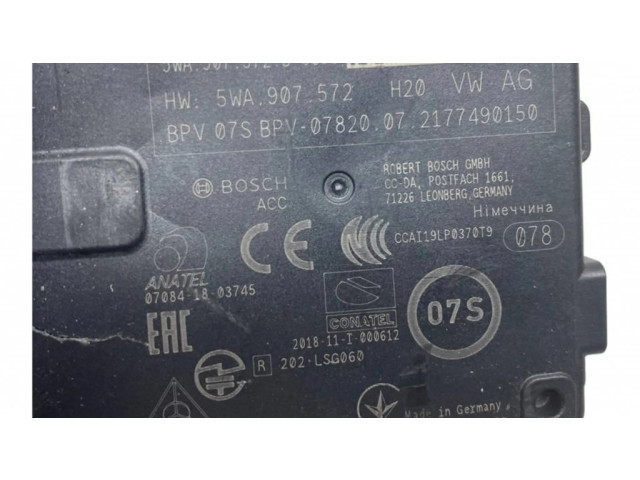 HW: 5WA.907.572 H20 VW AG
BPV 07S BPV-07820.07.2177490150
BOSCH
ACC
ROBERT BOSCH GMBH
CC-DA, POSTFACH 1661,
71226 LEONBERG,GERMANY
Німеччина
CE
CCC
CCAI19LP0370T9
078
ANATEL
07084-18-03745
EAC
CONATEL
2018-11-I-000612
07S
R 202-LSG060
Made in Germany